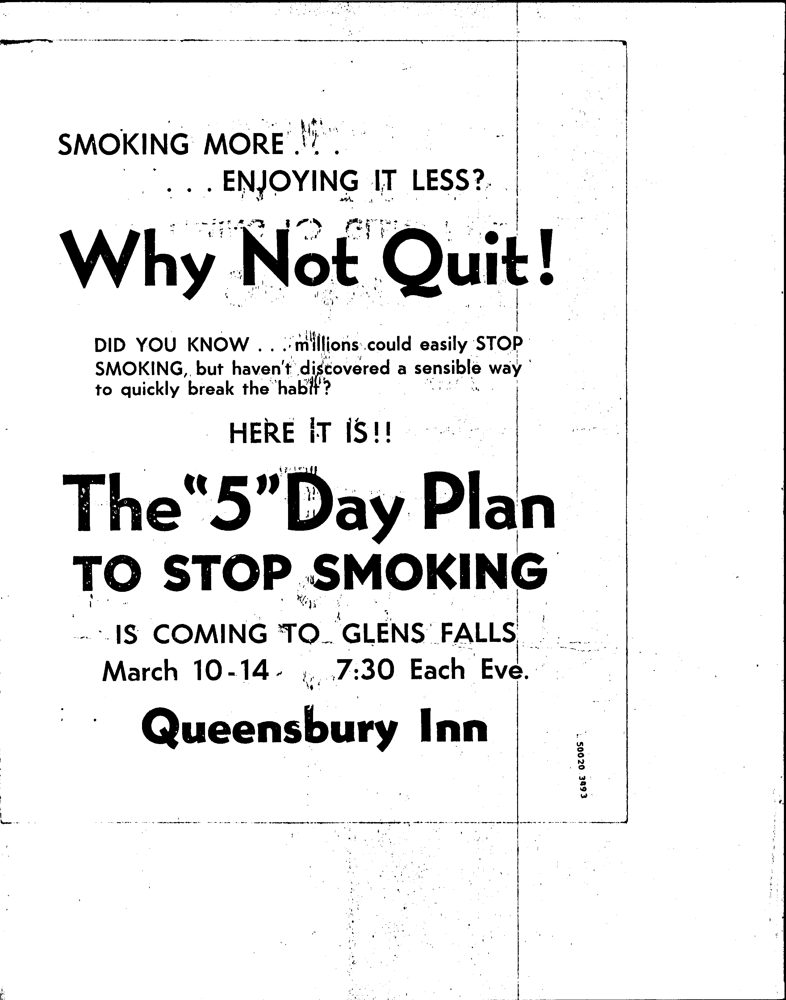 SMOKING MORE . . .
. . . ENJOYING IT LESS?
Why Not Quit!
DID YOU KNOW . . . millions could easily STOP
SMOKING, but haven't discovered a sensible way
to quickly break the habit?
HERE IT IS!!
The "5" Day Plan
TO STOP SMOKING
IS COMING TO GLENS FALLS
March 10-14 - 7:30 Each Eve.
Queensbury Inn
50020 3493